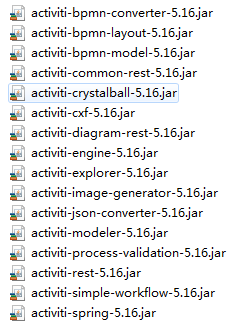 activiti-bpmn-converter-5.16.jar
activiti-bpmn-layout-5.16.jar
activiti-bpmn-model-5.16.jar
activiti-common-rest-5.16.jar
activiti-crystalball-5.16.jar
activiti-cxf-5.16.jar
activiti-diagram-rest-5.16.jar
activiti-engine-5.16.jar
activiti-explorer-5.16.jar
activiti-image-generator-5.16.jar
activiti-json-converter-5.16.jar
activiti-modeler-5.16.jar
activiti-process-validation-5.16.jar
activiti-rest-5.16.jar
activiti-simple-workflow-5.16.jar
activiti-spring-5.16.jar